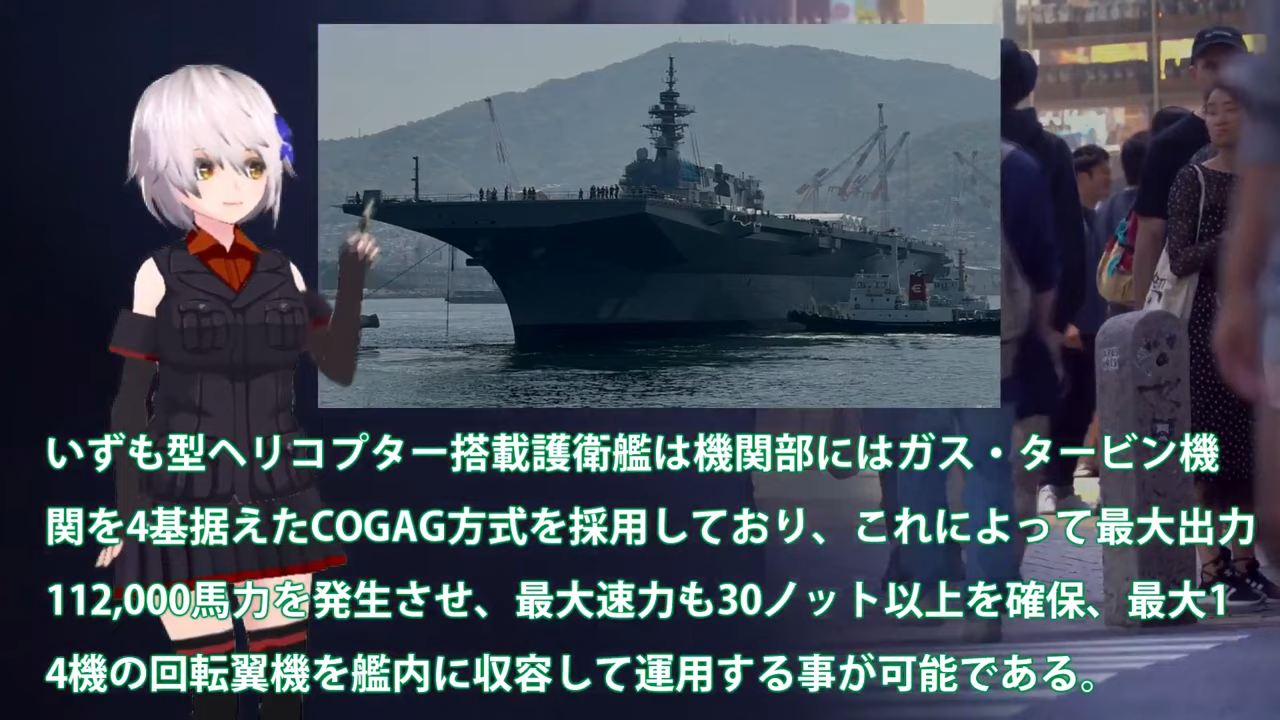 いずも型ヘリコプター搭載護衛艦は機関部にはガス・タービン機
関を4基据えたCOGAG方式を採用しており、これによって最大出力
112,000馬力を発生させ、最大速力も30ノット以上を確保、最大1
4機の回転翼機を艦内に収容して運用する事が可能である。